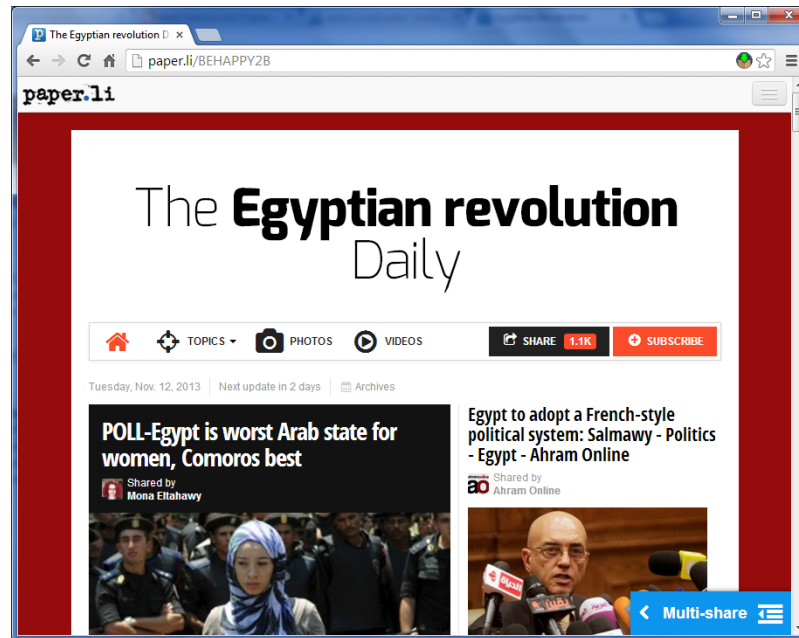 The Egyptian revolution D
paper.li/BEHAPPY2B
paper.li
The Egyptian revolution
Daily
TOPICS
PHOTOS
VIDEOS
SHARE 1.1K
SUBSCRIBE
Tuesday, Nov. 12, 2013
Next update in 2 days
Archives
POLL-Egypt is worst Arab state for
women, Comoros best
Shared by
Mona Eltahawy
Egypt to adopt a French-style
political system: Salmawy - Politics
- Egypt - Ahram Online
ao
Shared by
Ahram Online
الحياة
Multi-share